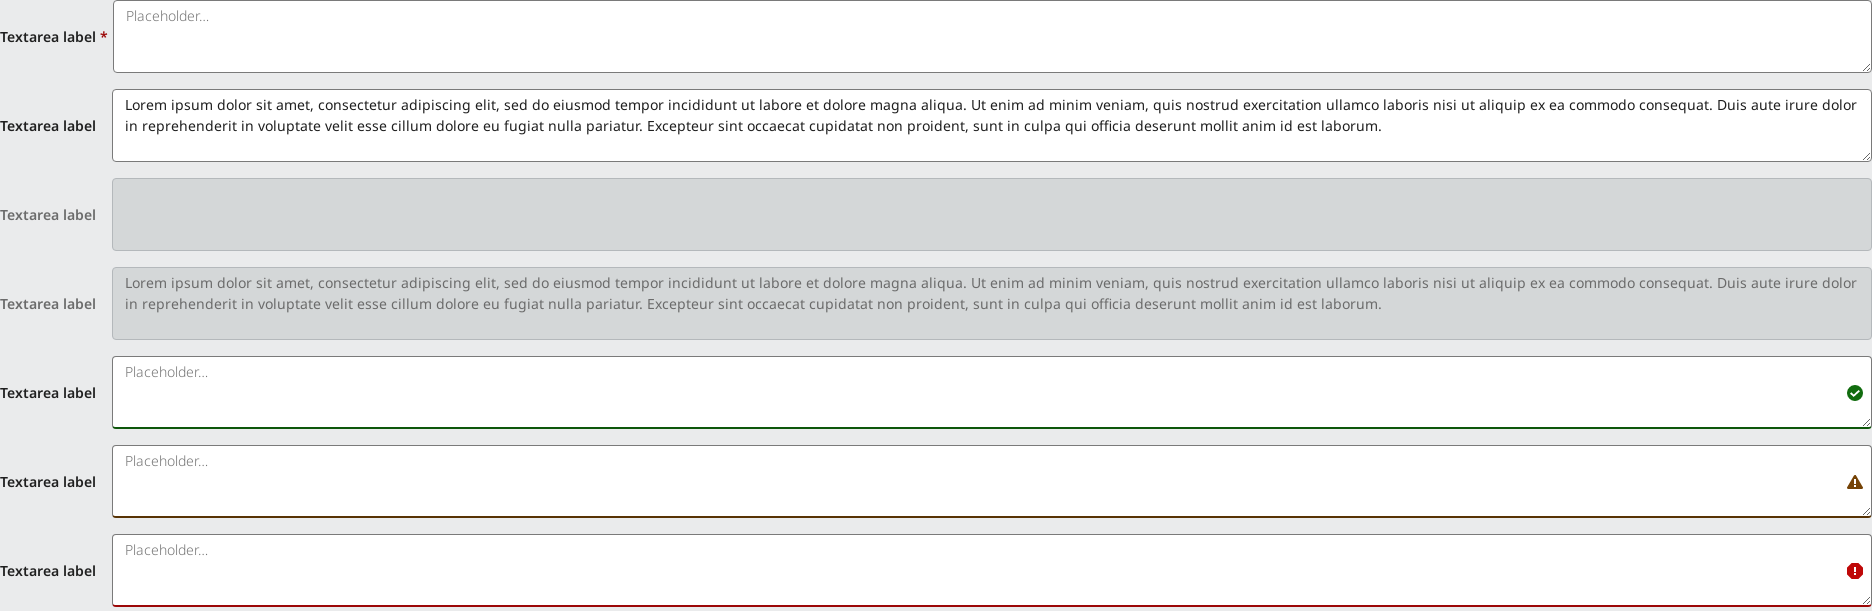 Textarea label * Placeholder...
Textarea label Lorem ipsum dolor sit amet, consectetur adipiscing elit, sed do eiusmod tempor incididunt ut labore et dolore magna aliqua. Ut enim ad minim veniam, quis nostrud exercitation ullamco laboris nisi ut aliquip ex ea commodo consequat. Duis aute irure dolor
in reprehenderit in voluptate velit esse cillum dolore eu fugiat nulla pariatur. Excepteur sint occaecat cupidatat non proident, sunt in culpa qui officia deserunt mollit anim id est laborum.
Textarea label
Textarea label Lorem ipsum dolor sit amet, consectetur adipiscing elit, sed do eiusmod tempor incididunt ut labore et dolore magna aliqua. Ut enim ad minim veniam, quis nostrud exercitation ullamco laboris nisi ut aliquip ex ea commodo consequat. Duis aute irure dolor
in reprehenderit in voluptate velit esse cillum dolore eu fugiat nulla pariatur. Excepteur sint occaecat cupidatat non proident, sunt in culpa qui officia deserunt mollit anim id est laborum.
Textarea label Placeholder...
Textarea label Placeholder...
Textarea label Placeholder...